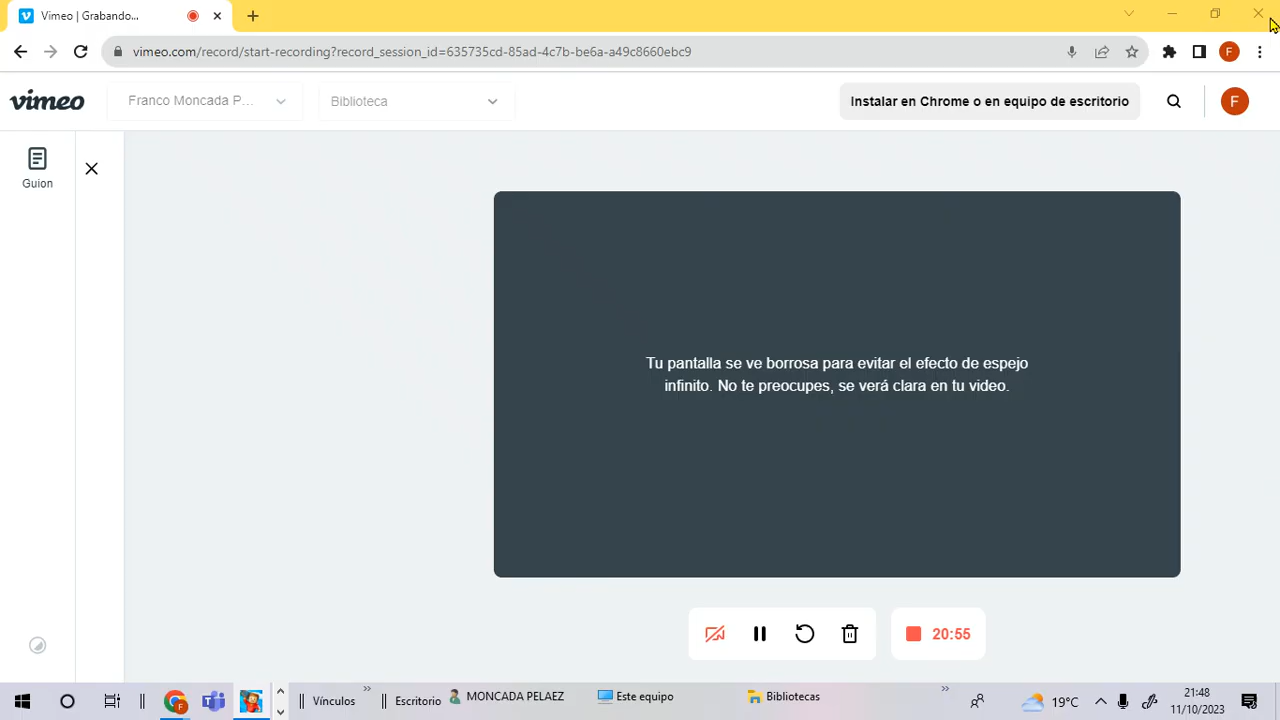 Vimeo | Grabando...
vimeo.com/record/start-recording?record_session_id=635735cd-85ad-4c7b-be6a-a49c8660ebc9
F
vimeo
Franco Moncada P...
Biblioteca
Instalar en Chrome o en equipo de escritorio
F
Guion
Tu pantalla se ve borrosa para evitar el efecto de espejo
infinito. No te preocupes, se verá clara en tu video.
20:55
F
Vínculos
Escritorio
MONCADA PELAEZ
Este equipo
Bibliotecas
19°C
21:48
11/10/2023